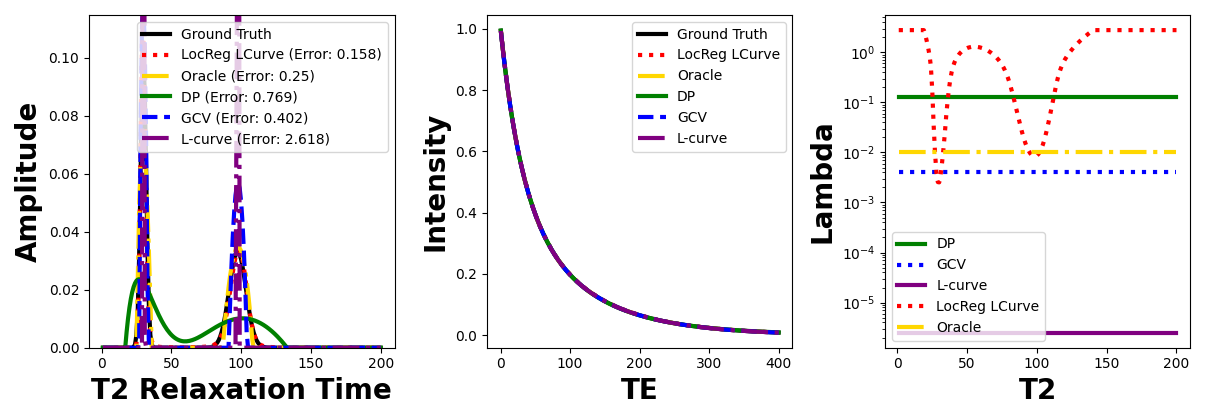 Amplitude
0.10
0.08
0.06
0.04
0.02
0.00
Ground Truth
LocReg LCurve (Error: 0.158)
Oracle (Error: 0.25)
DP (Error: 0.769)
GCV (Error: 0.402)
L-curve (Error: 2.618)
0 50 100 150 200
T2 Relaxation Time
Intensity
1.0
0.8
0.6
0.4
0.2
0.0
Ground Truth
LocReg LCurve
Oracle
DP
GCV
L-curve
0 100 200 300 400
TE
Lambda
10⁰
10⁻¹
10⁻²
10⁻³
10⁻⁴
10⁻⁵
DP
GCV
L-curve
LocReg LCurve
Oracle
0 50 100 150 200
T2